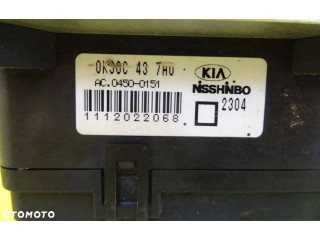 0K30C 43 7A0
KIA
AC.0450-0151
NISSHINBO
2304
1112022068
OTOMOTO